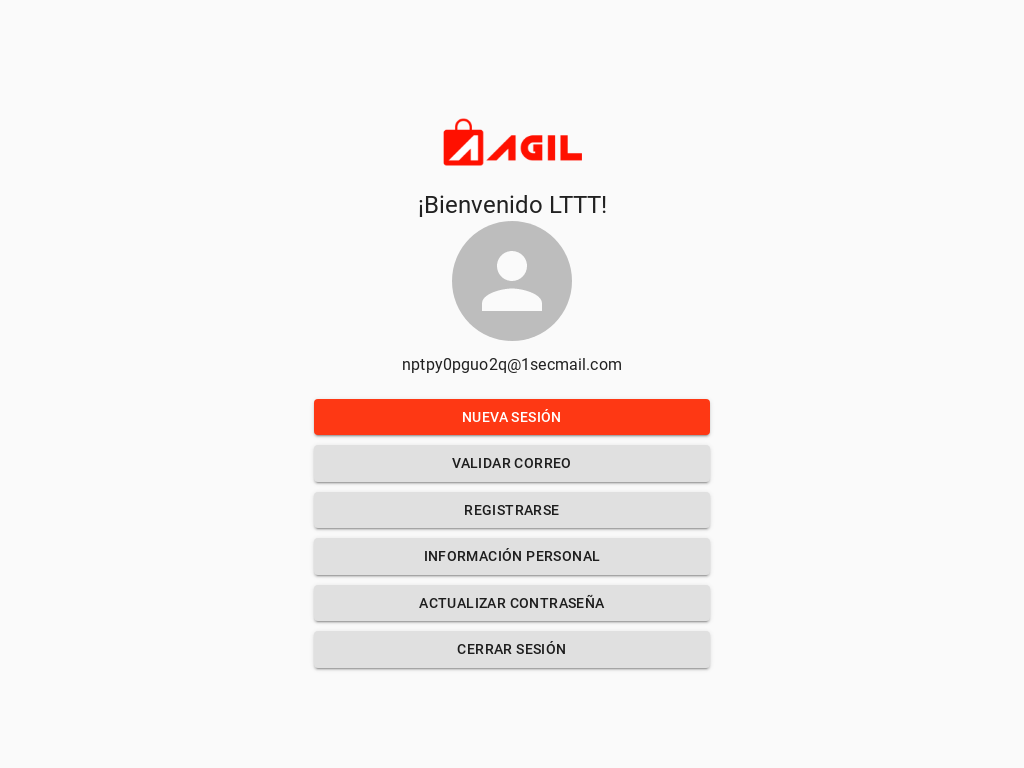 AGIL
¡Bienvenido LTTT!
nptpy0pguo2q@1secmail.com
NUEVA SESIÓN
VALIDAR CORREO
REGISTRARSE
INFORMACIÓN PERSONAL
ACTUALIZAR CONTRASEÑA
CERRAR SESIÓN